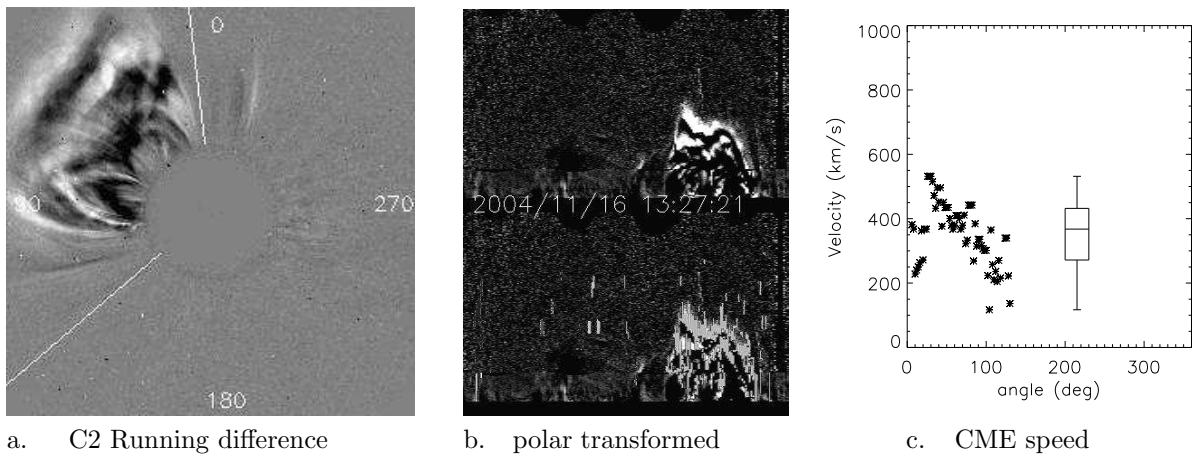 0
90
270
180
2004/11/16 13:27:21
1000
800
600
400
200
0
Velocity (km/s)
0 100 200 300
angle (deg)
a. C2 Running difference
b. polar transformed
c. CME speed